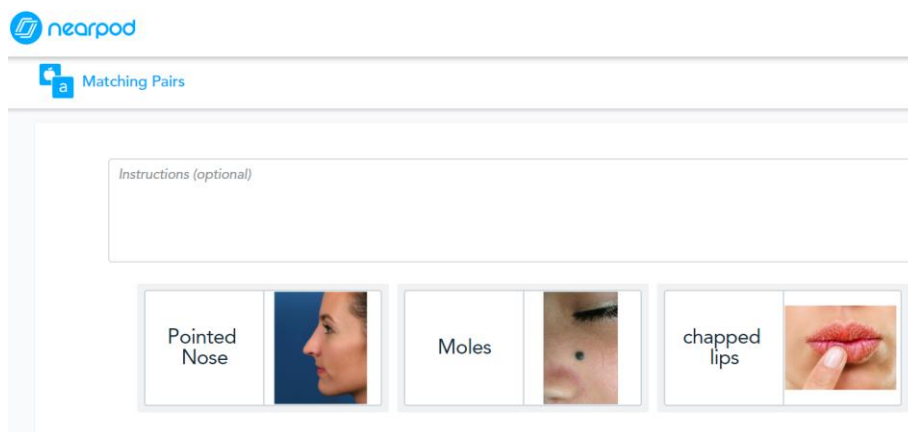 nearpod
a
Matching Pairs
Instructions (optional)
Pointed
Nose
Moles
chapped
lips